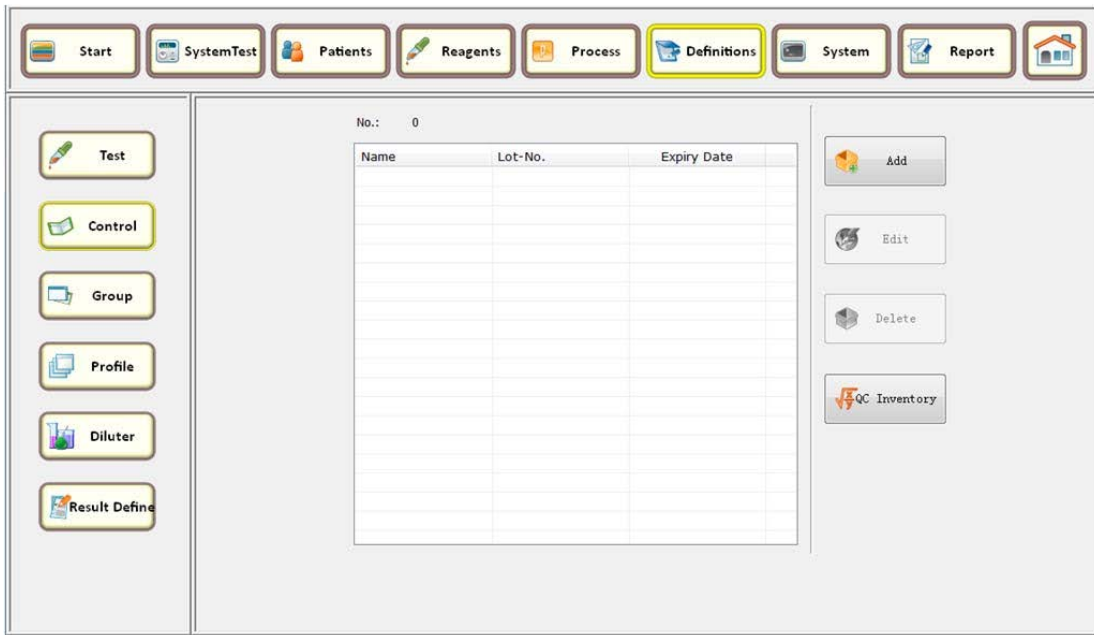 Start SystemTest Patients Reagents Process Definitions System Report
Test
Control
Group
Profile
Diluter
Result Define
No.: 0
Name Lot-No. Expiry Date
Add
Edit
Delete
QC Inventory